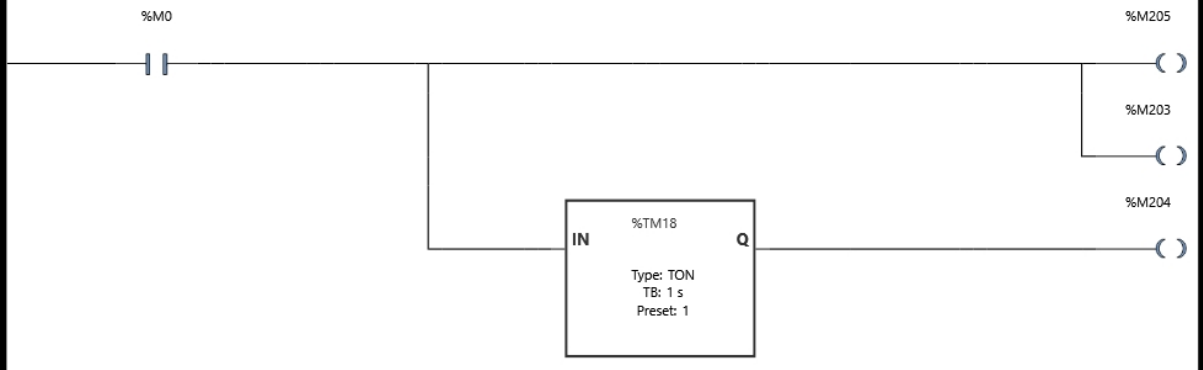 %M0
%M205
%M203
%M204
%TM18
IN
Q
Type: TON
TB: 1 s
Preset: 1